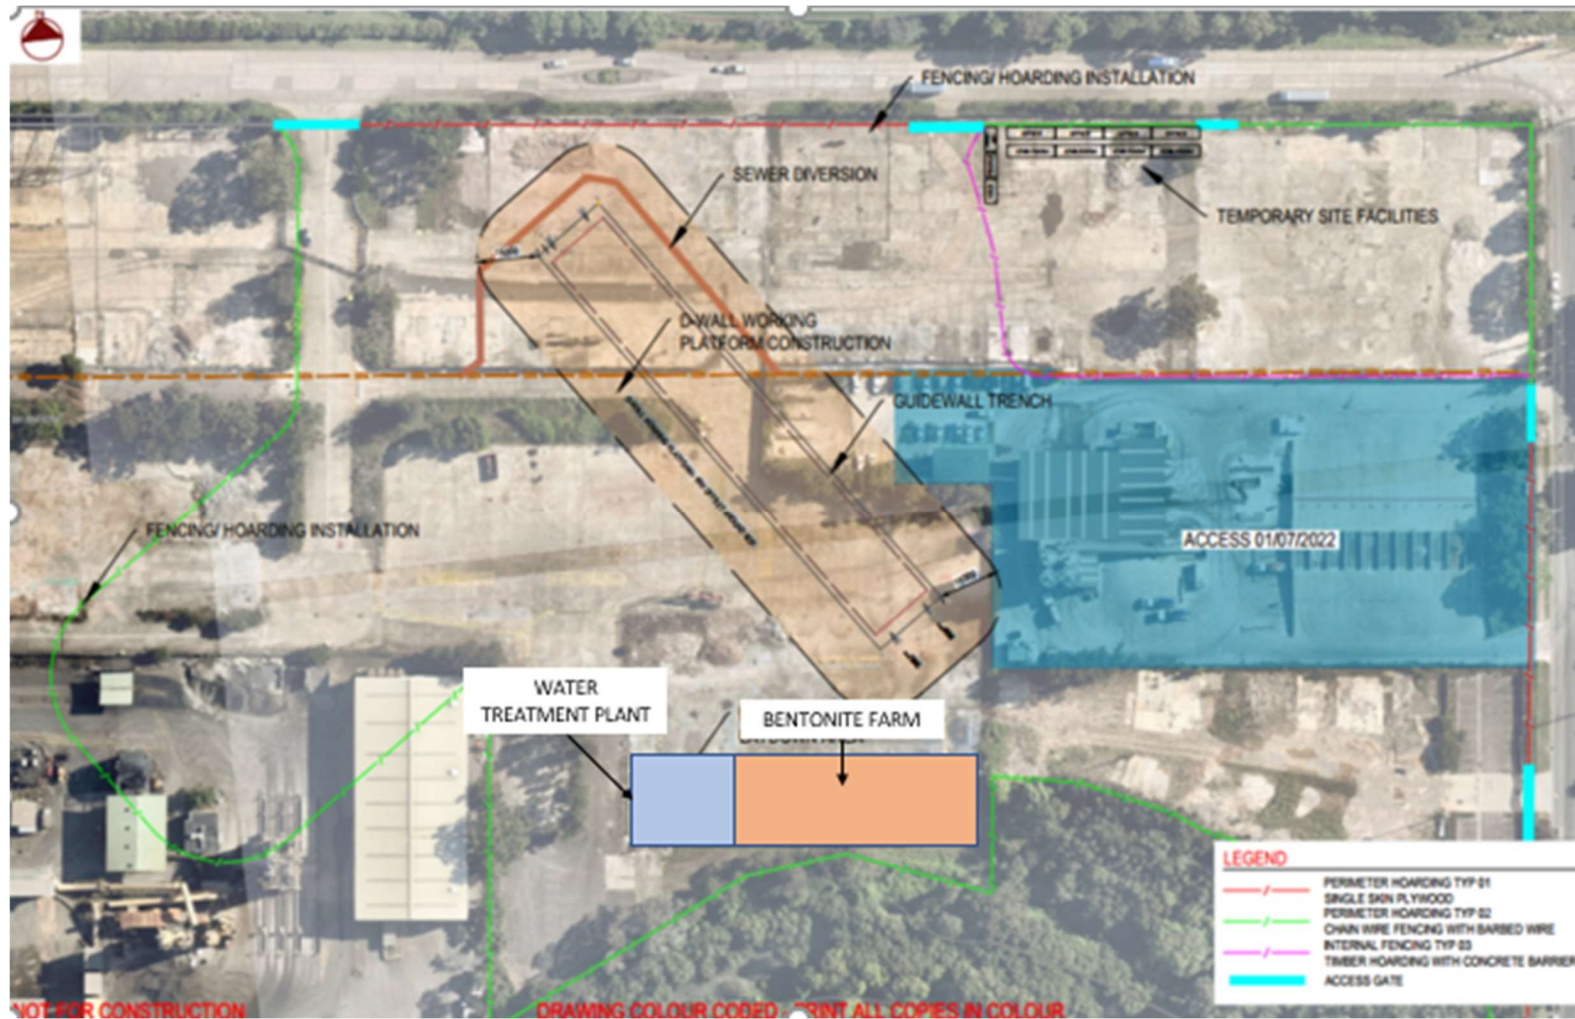 FENCING/ HOARDING INSTALLATION
SEWER DIVERSION
TEMPORARY SITE FACILITIES
D-WALL WORKING
PLATFORM CONSTRUCTION
GUIDEWALL TRENCH
FENCING/ HOARDING INSTALLATION
ACCESS 01/07/2022
WATER
TREATMENT PLANT
BENTONITE FARM
LEGEND
PERIMETER HOARDING TYP 01
SINGLE SKIN PLYWOOD
PERIMETER HOARDING TYP 02
CHAIN WIRE FENCING WITH BARBED WIRE
INTERNAL FENCING TYP 03
TIMBER HOARDING WITH CONCRETE BARRIER
ACCESS GATE
NOT FOR CONSTRUCTION
DRAWING COLOUR CODED - PRINT ALL COPIES IN COLOUR